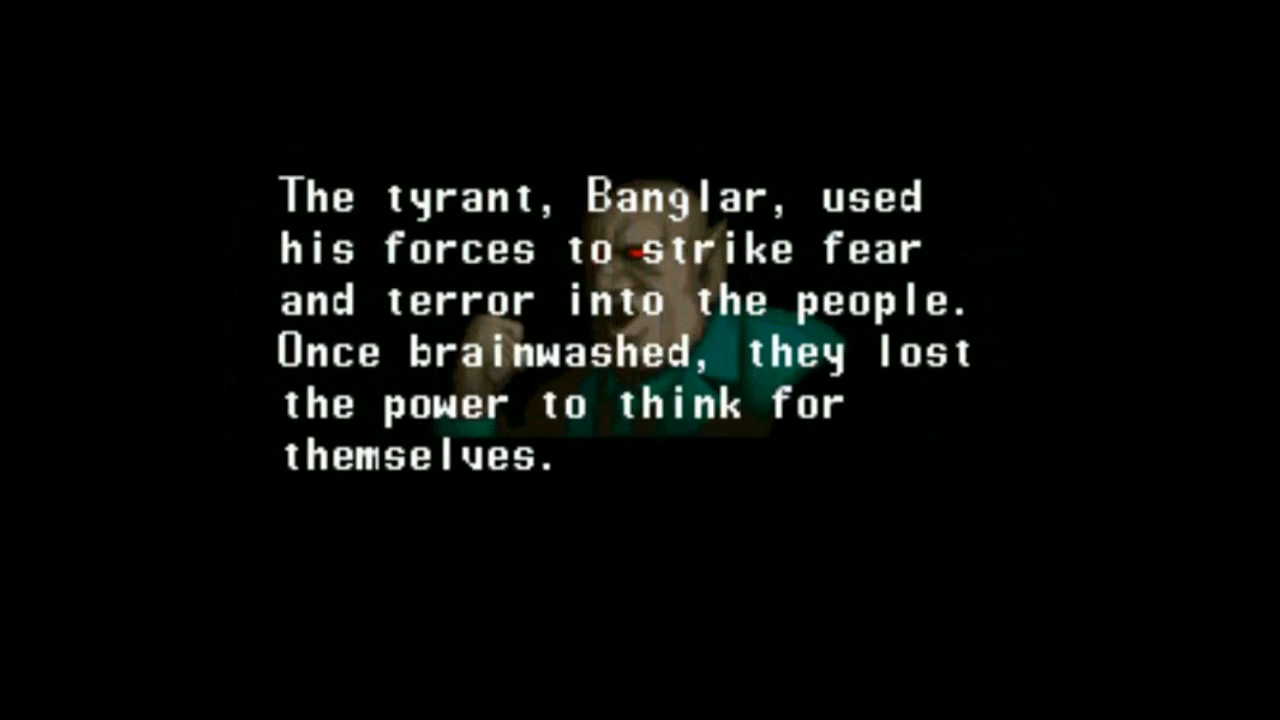 The tyrant, Banglar, used
his forces to strike fear
and terror into the people.
Once brainwashed, they lost
the power to think for
themselves.